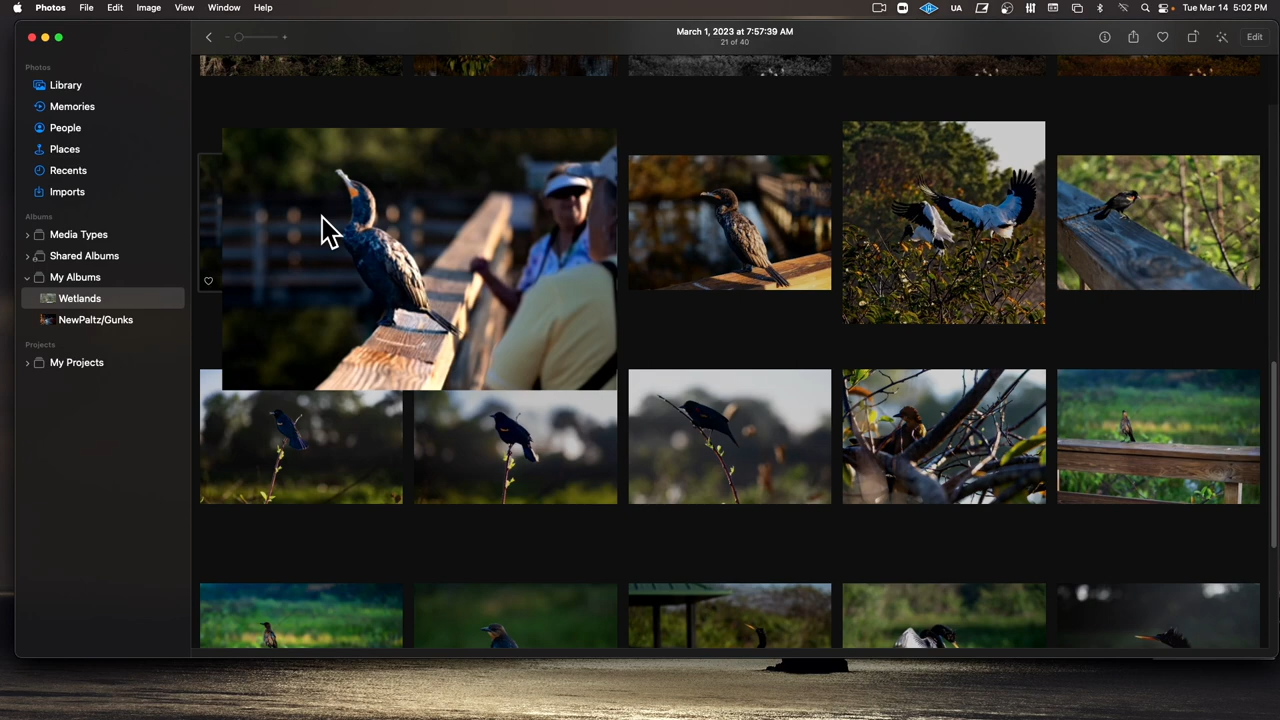 Photos File Edit Image View Window Help
UA Tue Mar 14 5:02 PM
March 1, 2023 at 7:57:39 AM
21 of 40
Edit
Photos
Library
Memories
People
Places
Recents
Imports
Albums
Media Types
Shared Albums
My Albums
Wetlands
NewPaltz/Gunks
Projects
My Projects